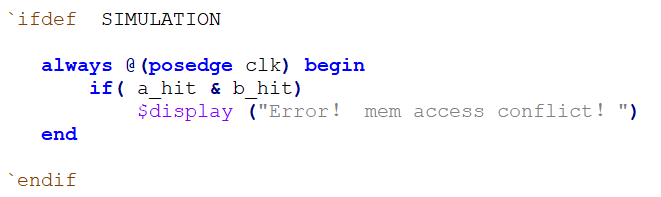 `ifdef  SIMULATION
always @(posedge clk) begin
if( a_hit & b_hit)
$display ("Error!  mem access conflict! ")
end
`endif